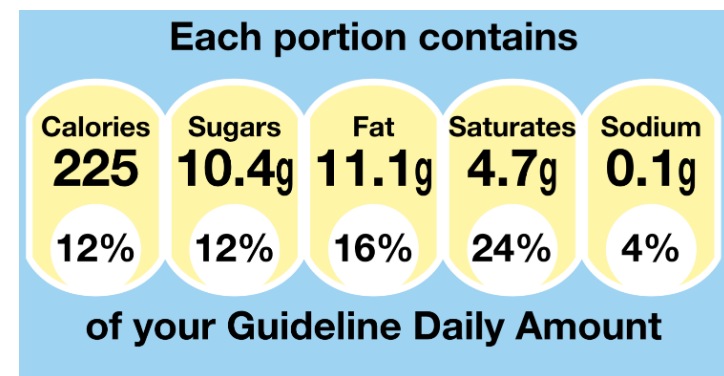 Each portion contains
Calories Sugars Fat Saturates Sodium
225 10.4g 11.1g 4.7g 0.1g
12% 12% 16% 24% 4%
of your Guideline Daily Amount